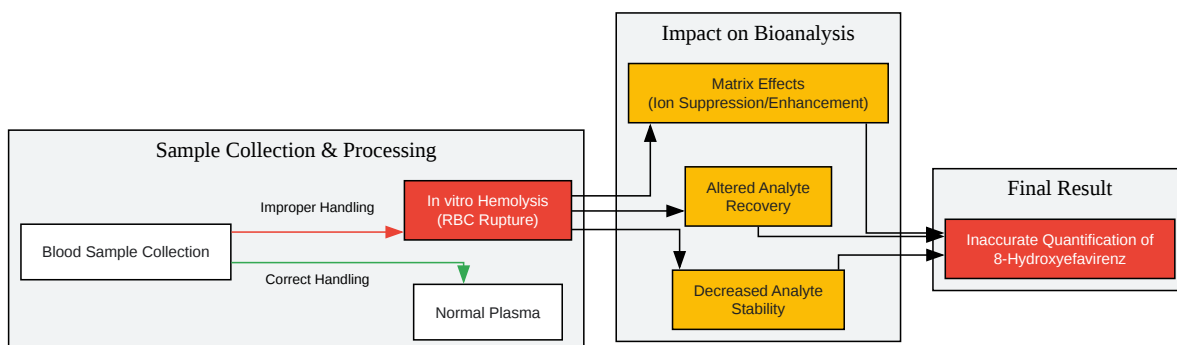 Sample Collection & Processing
Blood Sample Collection
Improper Handling
Correct Handling
In vitro Hemolysis
(RBC Rupture)
Normal Plasma
Impact on Bioanalysis
Matrix Effects
(Ion Suppression/Enhancement)
Altered Analyte
Recovery
Decreased Analyte
Stability
Final Result
Inaccurate Quantification of
8-Hydroxyefavirenz